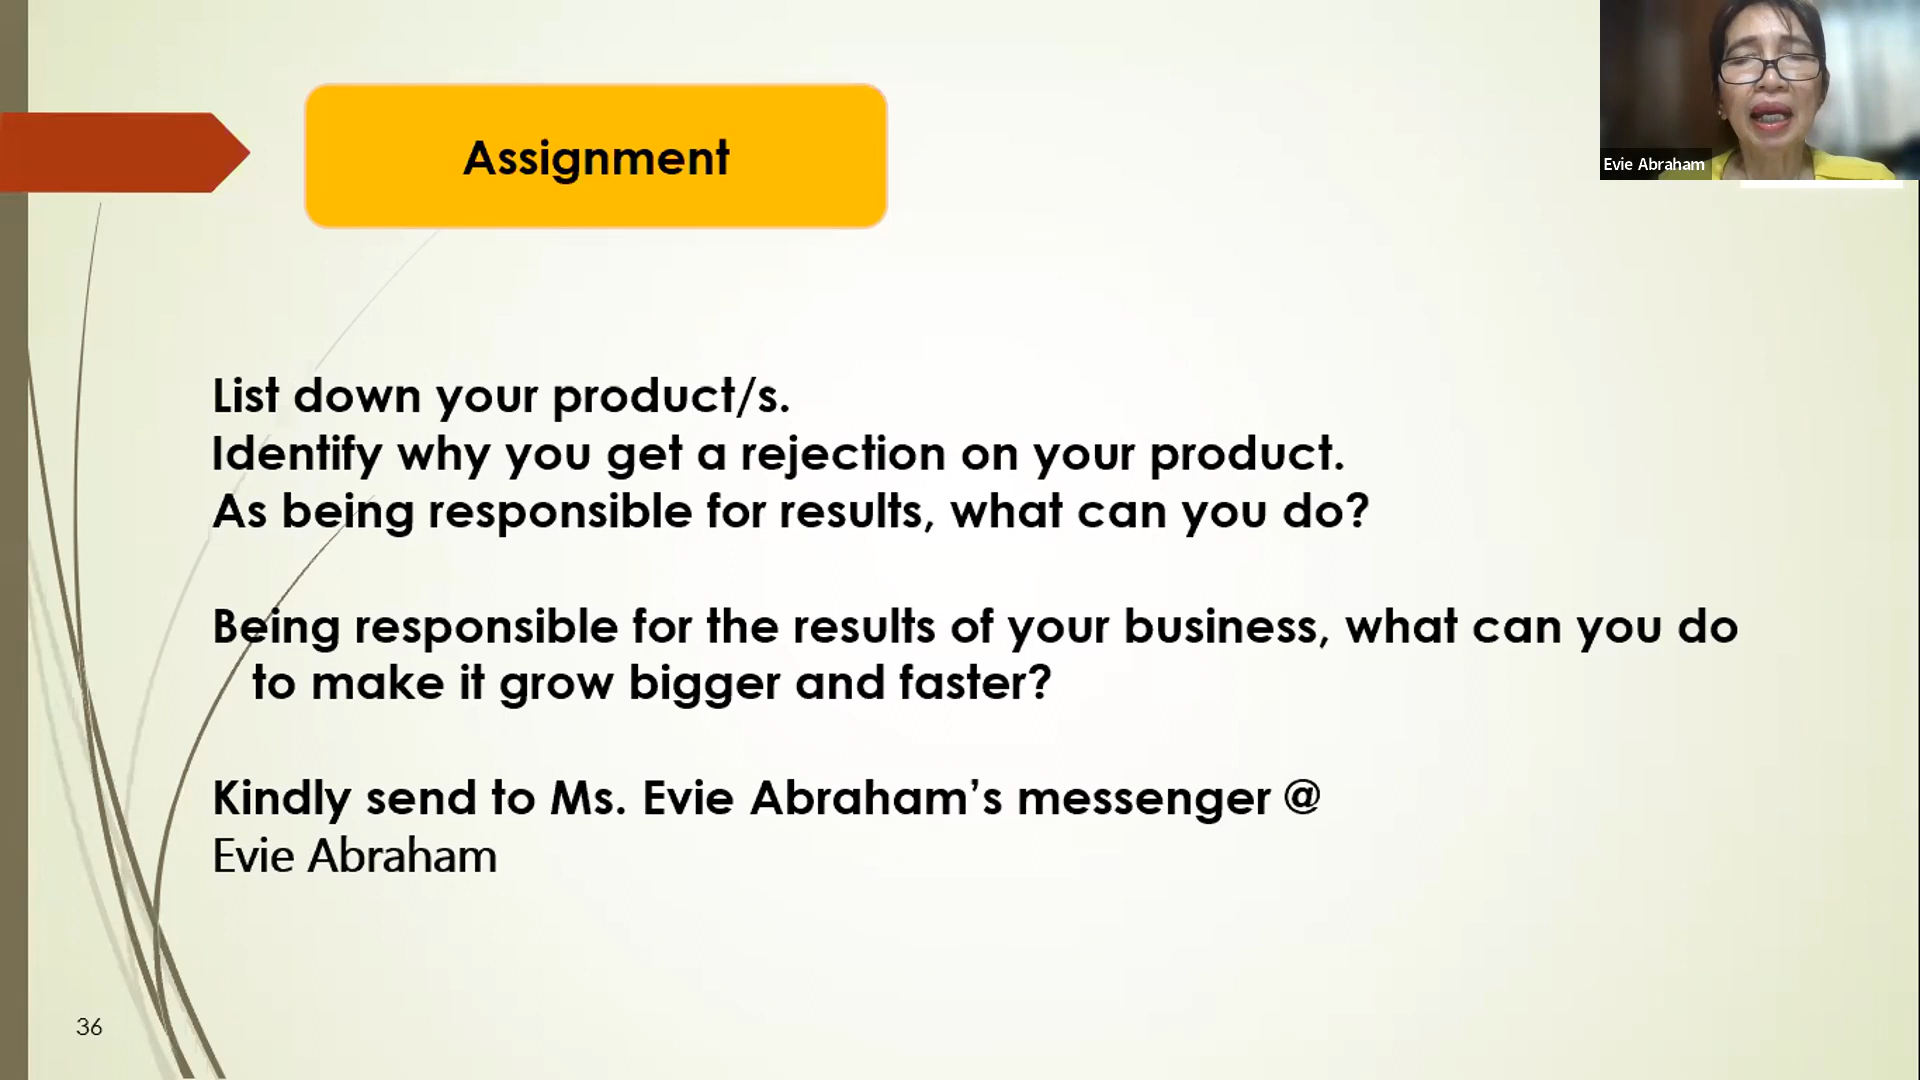 Assignment
Evie Abraham
List down your product/s.
Identify why you get a rejection on your product.
As being responsible for results, what can you do?
Being responsible for the results of your business, what can you do
to make it grow bigger and faster?
Kindly send to Ms. Evie Abraham’s messenger @
Evie Abraham
36